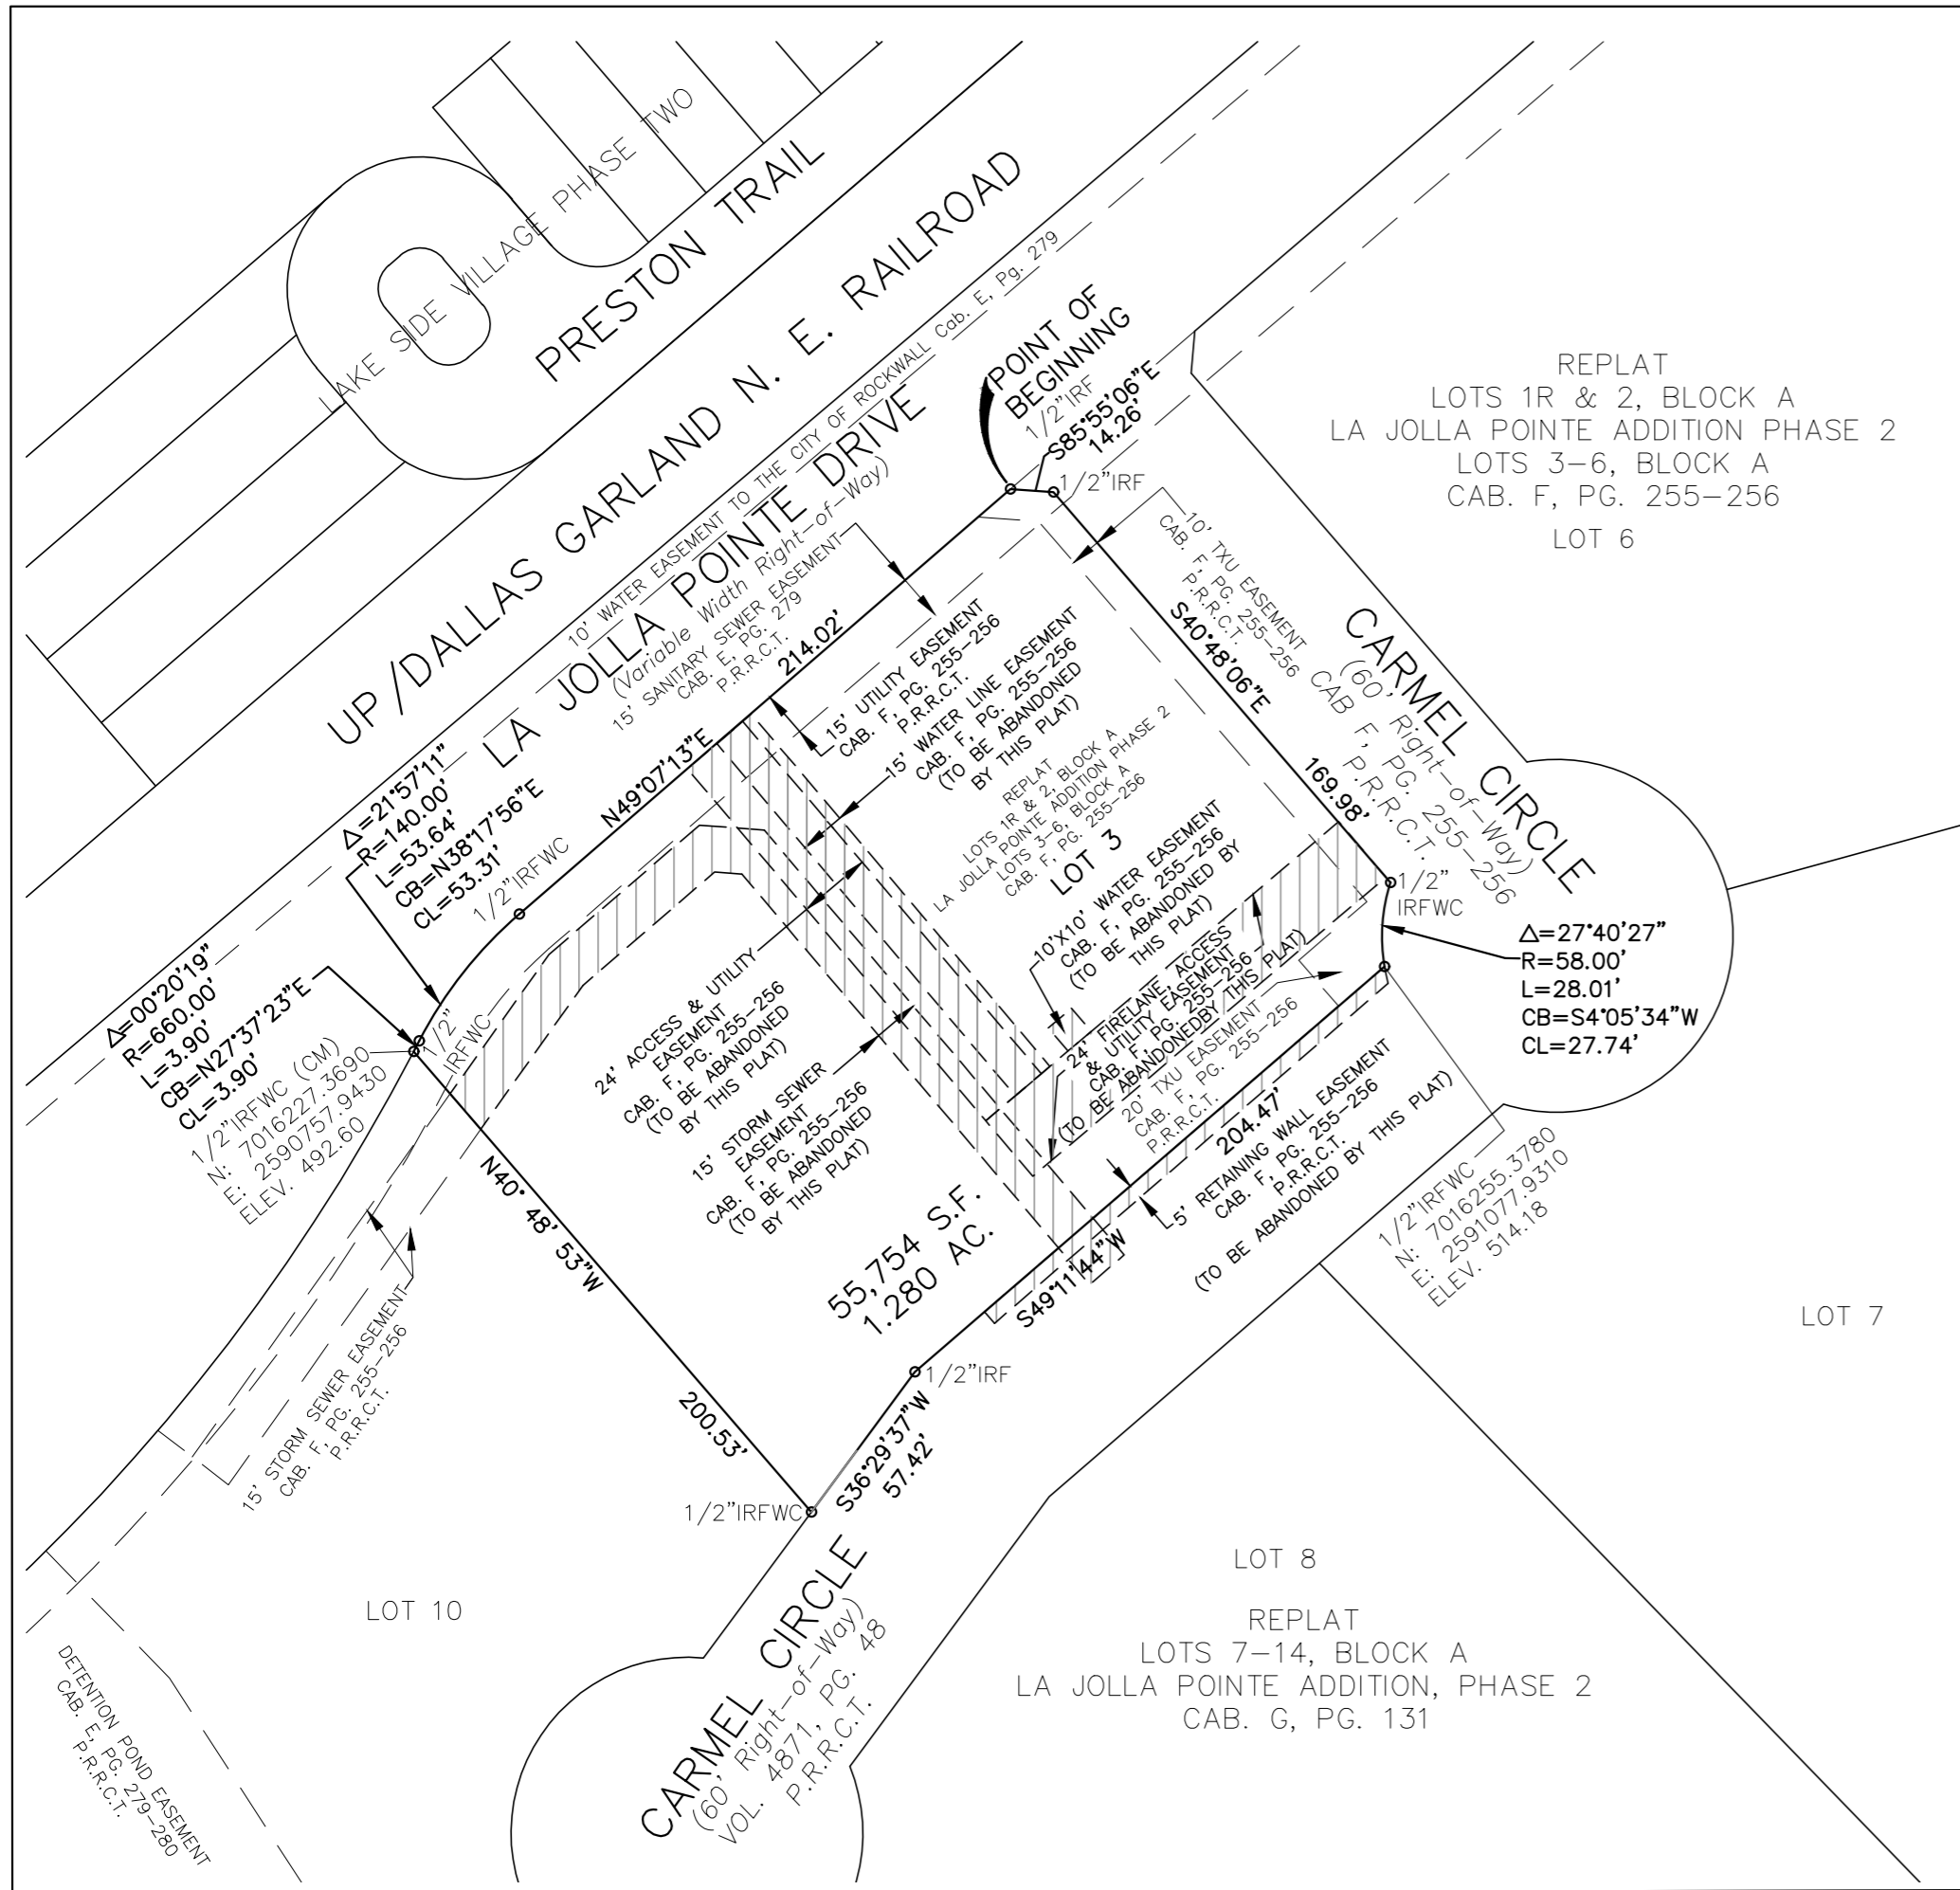 LAKE SIDE VILLAGE PHASE TWO
PRESTON TRAIL
UP/DALLAS GARLAND N. E. RAILROAD
10' WATER EASEMENT TO THE CITY OF ROCKWALL Cab. E, Pg. 279
LA JOLLA POINTE DRIVE
(Variable Width Right-of-Way)
15' SANITARY SEWER EASEMENT
CAB. E, PG. 279
P.R.R.C.T.
POINT OF
BEGINNING
1/2"IRF
S85°55'06"E
14.26'
1/2"IRF
REPLAT
LOTS 1R & 2, BLOCK A
LA JOLLA POINTE ADDITION PHASE 2
LOTS 3-6, BLOCK A
CAB. F, PG. 255-256
LOT 6
10' TXU EASEMENT
CAB. F, PG. 255-256
P.R.R.C.T.
S40°48'06"E
169.98'
CARMEL CIRCLE
(60' Right-of-Way)
CAB F, PG. 255-256
P.R.R.C.T.
N49°07'13"E
214.02'
15' UTILITY EASEMENT
CAB. F, PG. 255-256
P.R.R.C.T.
15' WATER LINE EASEMENT
CAB. F, PG. 255-256
(TO BE ABANDONED
BY THIS PLAT)
REPLAT
LOTS 1R & 2, BLOCK A
LA JOLLA POINTE ADDITION PHASE 2
LOTS 3-6, BLOCK A
CAB. F, PG. 255-256
LOT 3
10'X10' WATER EASEMENT
CAB. F, PG. 255-256
(TO BE ABANDONED BY
THIS PLAT)
24' FIRELANE, ACCESS
& UTILITY EASEMENT
CAB. F, PG. 255-256
(TO BE ABANDONEDBY THIS PLAT)
20' TXU EASEMENT
CAB. F, PG. 255-256
P.R.R.C.T.
1/2"
IRFWC
Δ=27°40'27"
R=58.00'
L=28.01'
CB=S4°05'34"W
CL=27.74'
Δ=21°57'11"
R=140.00'
L=53.64'
CB=N38°17'56"E
CL=53.31'
1/2"IRFWC
Δ=00°20'19"
R=660.00'
L=3.90'
CB=N27°37'23"E
CL=3.90'
1/2"IRFWC (CM)
N: 7016227.3690
E: 2590757.9430
ELEV. 492.60
1/2"
IRFWC
24' ACCESS & UTILITY
EASEMENT
CAB. F, PG. 255-256
(TO BE ABANDONED
BY THIS PLAT)
15' STORM SEWER
EASEMENT
CAB. F, PG. 255-256
(TO BE ABANDONED
BY THIS PLAT)
204.47'
S49°11'44"W
5' RETAINING WALL EASEMENT
CAB. F, PG. 255-256
P.R.R.C.T.
(TO BE ABANDONED BY THIS PLAT)
1/2"IRFWC
N: 7016255.3780
E: 2591077.9310
ELEV. 514.18
55,754 S.F.
1.280 AC.
N40° 48' 53"W
200.53'
15' STORM SEWER EASEMENT
CAB. F, PG. 255-256
P.R.R.C.T.
1/2"IRF
S36°29'37"W
57.42'
1/2"IRFWC
LOT 7
LOT 10
LOT 8
REPLAT
LOTS 7-14, BLOCK A
LA JOLLA POINTE ADDITION, PHASE 2
CAB. G, PG. 131
CARMEL CIRCLE
(60' Right-of-Way)
VOL. 4871, PG. 48
P.R.R.C.T.
DETENTION POND EASEMENT
CAB. E, PG. 279-280
P.R.R.C.T.